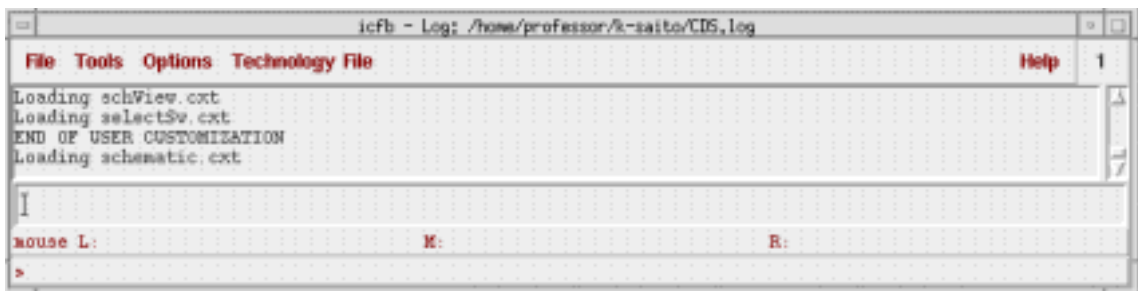 icfb - Log: /home/professor/k-saito/CDS.log
File Tools Options Technology File Help 1
Loading schView.cxt
Loading selectSv.cxt
END OF USER CUSTOMIZATION
Loading schematic.cxt
mouse L: M: R:
>